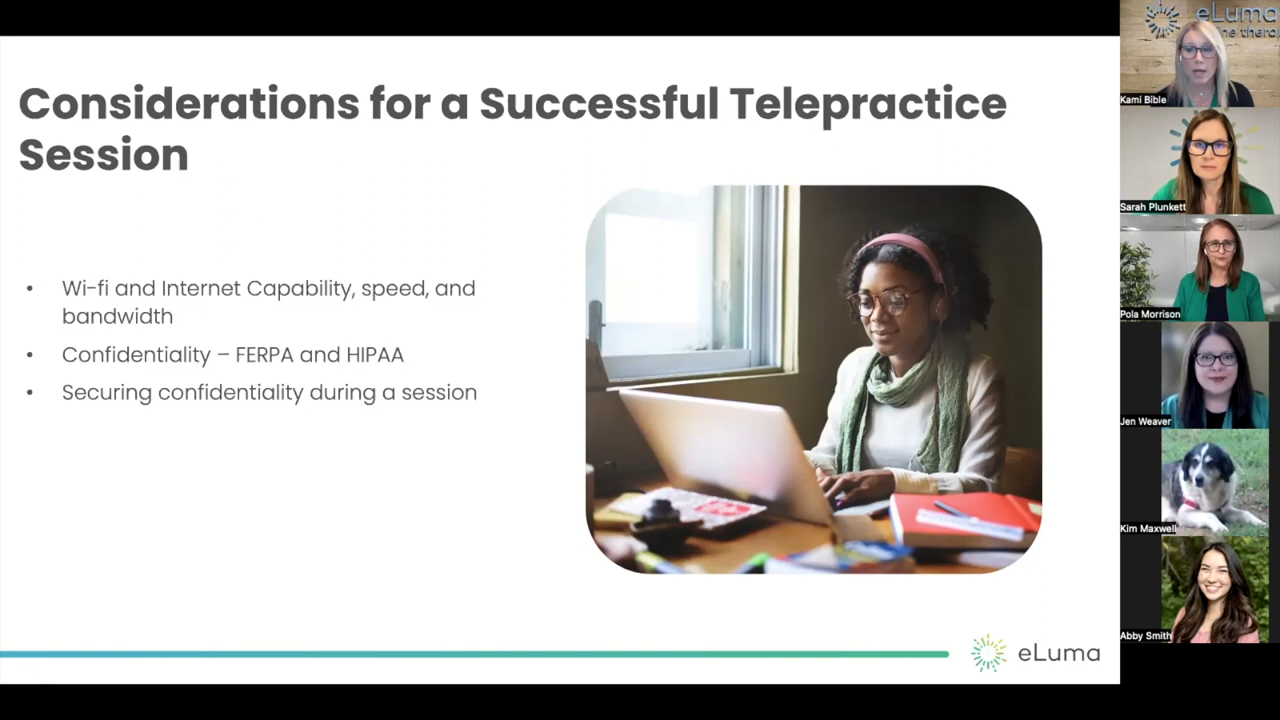 Considerations for a Successful Telepractice
Session
• Wi-fi and Internet Capability, speed, and
bandwidth
• Confidentiality – FERPA and HIPAA
• Securing confidentiality during a session
eLuma
eLuma
Kami Bible
Sarah Plunkett
Pola Morrison
Jen Weaver
Kim Maxwell
Abby Smith